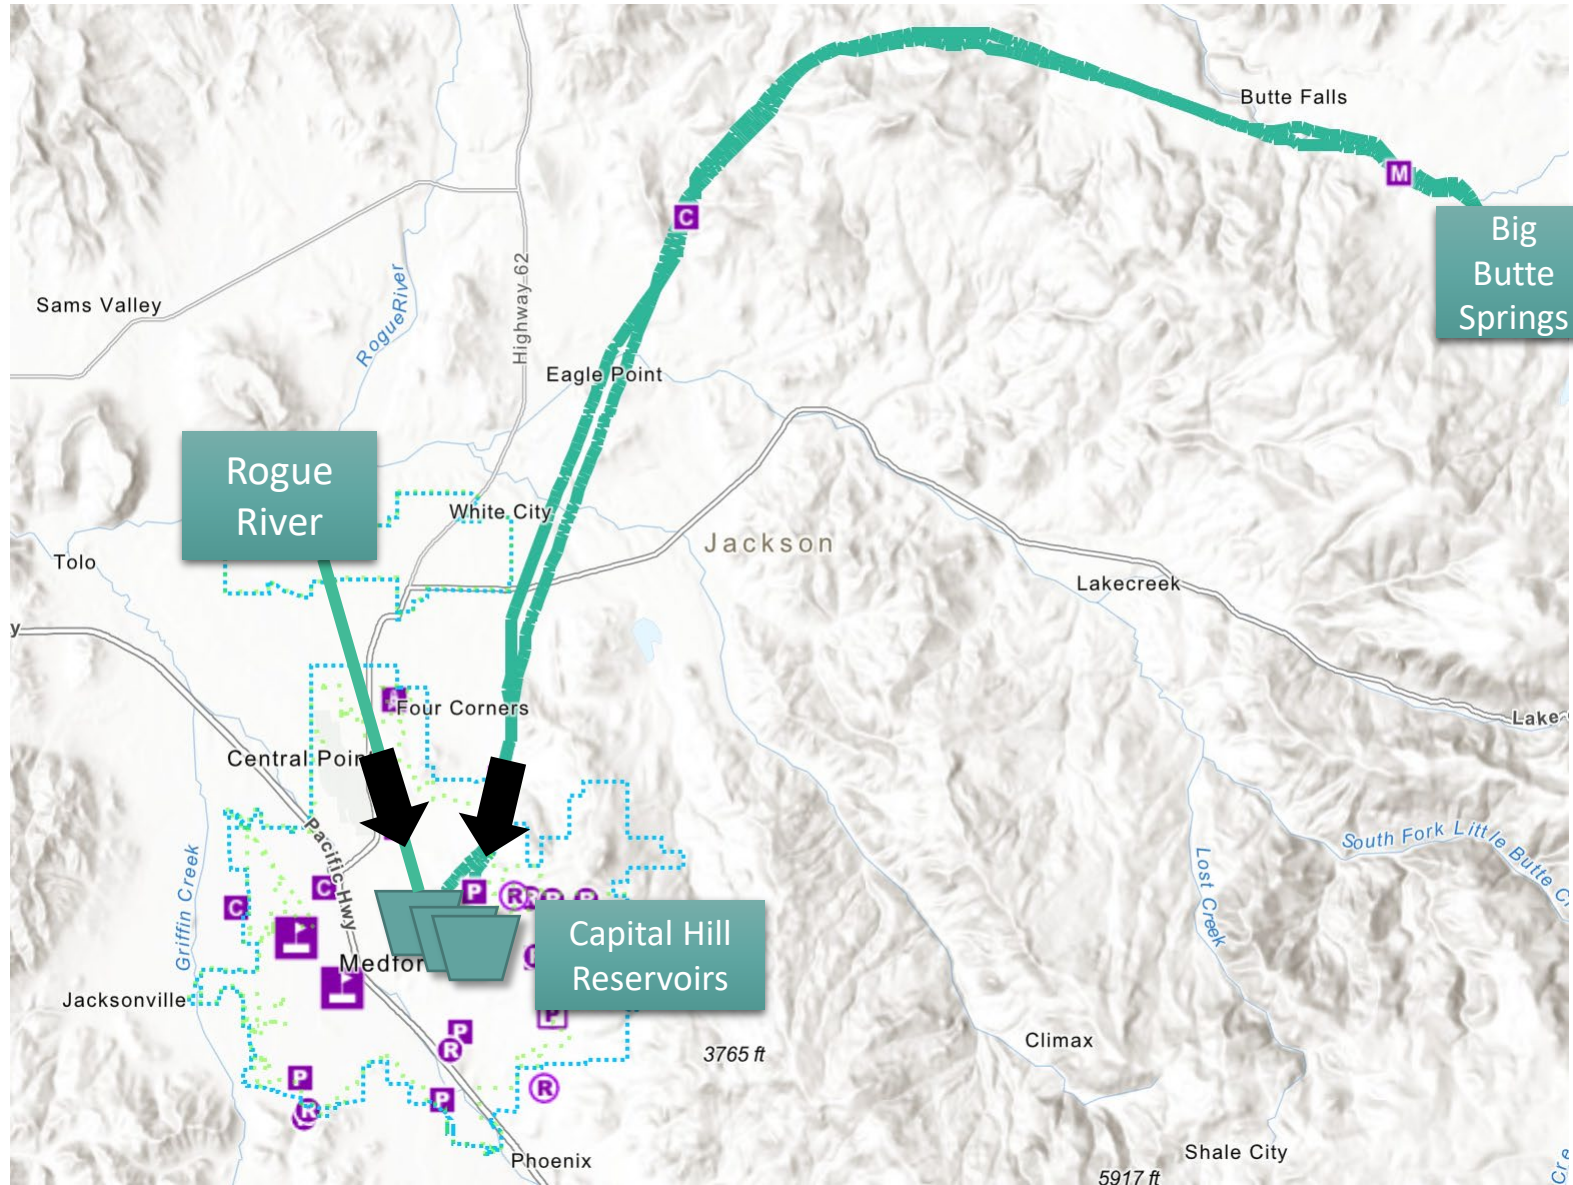 Butte Falls
M
C
Big
Butte
Springs
Highway 62
Rogue River
Sams Valley
Eagle Point
Rogue
River
White City
Jackson
Tolo
Lakecreek
y
Four Corners
Lake
Central Point
Pacific Hwy
South Fork Little Butte C
Lost Creek
Griffin Creek
C
C
P
R
Capital Hill
Reservoirs
Medfor
Jacksonville
P
P
R
Climax
3765 ft
P
R
P
R
Shale City
Phoenix
5917 ft
Cre